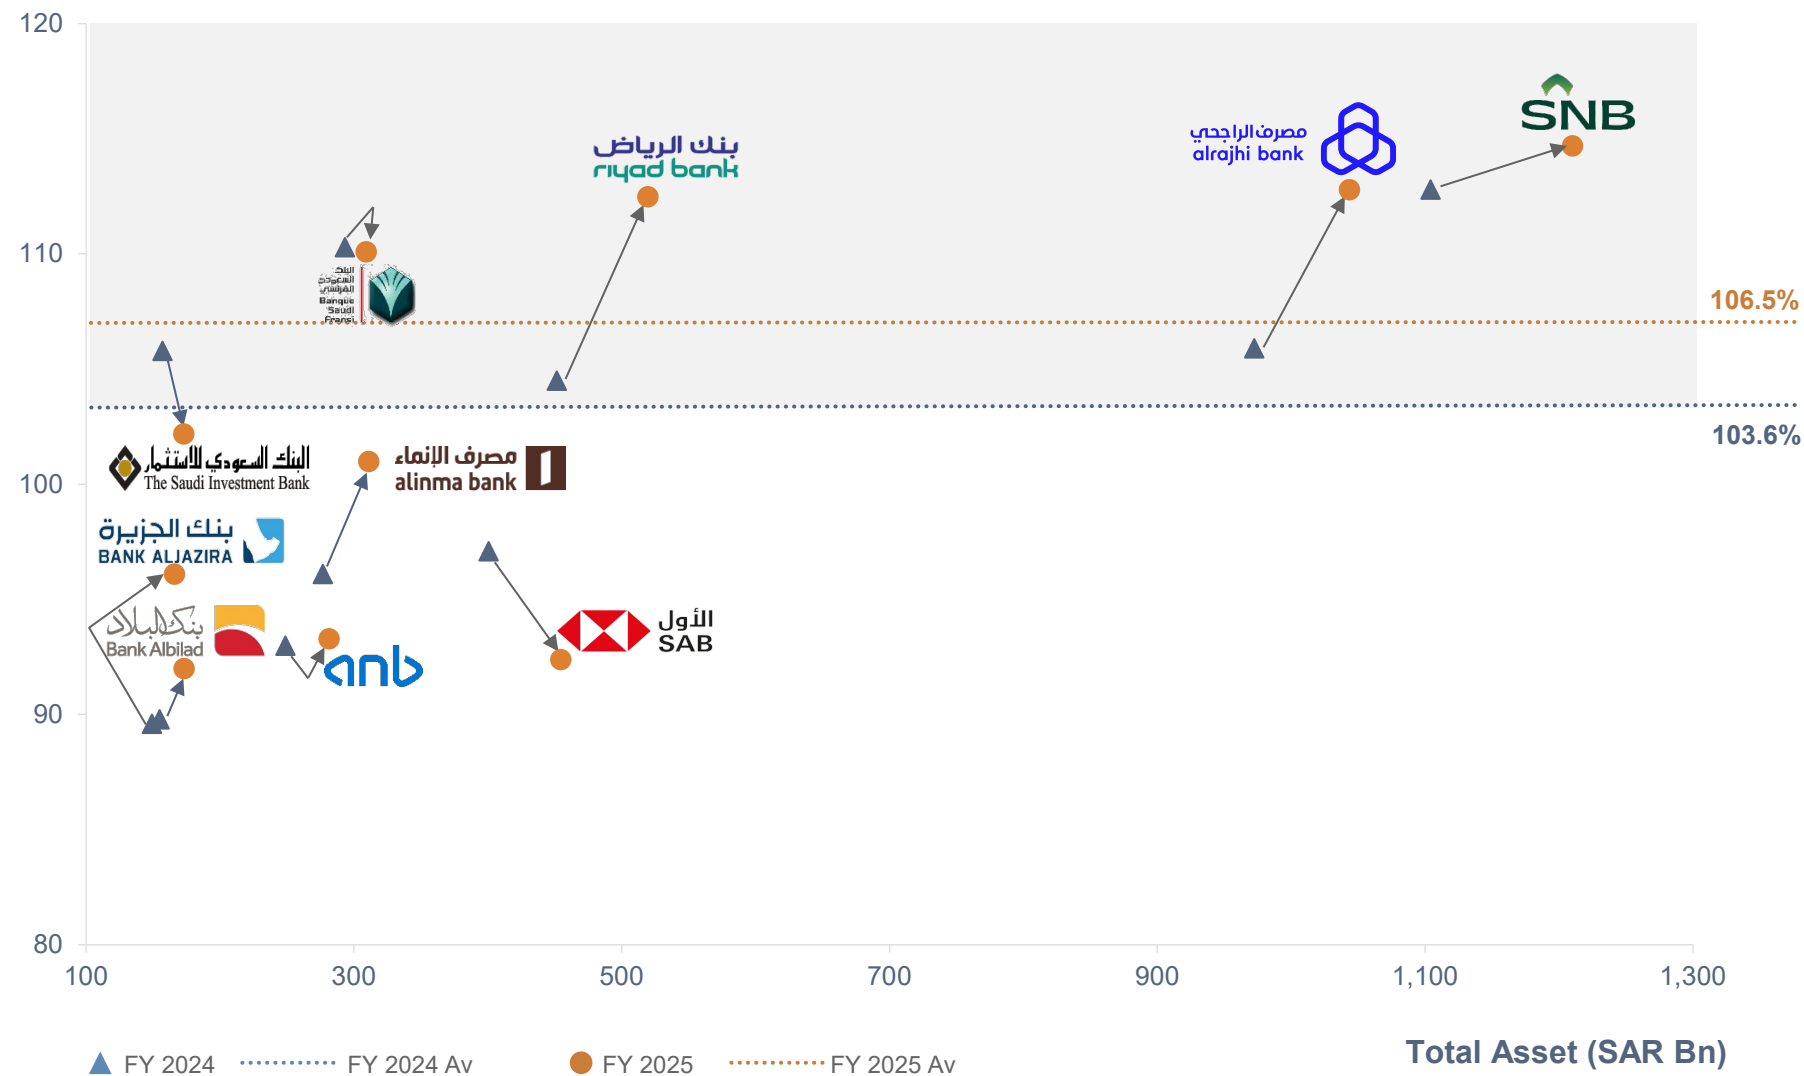 120
110
100
90
80
SNB
مصرف الراجحي
alrajhi bank
بنك الرياض
riyad bank
البنك
السعودي
الفرنسي
Banque
Saudi
Fransi
106.5%
103.6%
البنك السعودي للاستثمار
The Saudi Investment Bank
مصرف الإنماء
alinma bank
بنك الجزيرة
BANK ALJAZIRA
بنك البلاد
Bank Albilad
anb
الأول
SAB
100
300
500
700
900
1,100
1,300
Total Asset (SAR Bn)
FY 2024
FY 2024 Av
FY 2025
FY 2025 Av